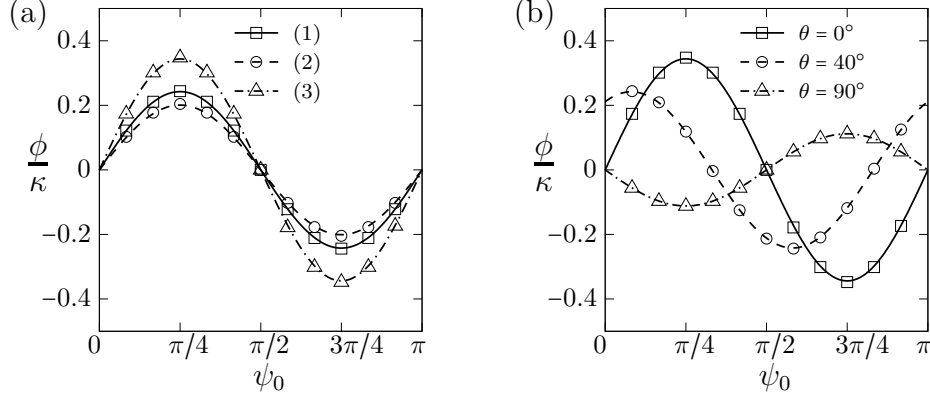 (a)
0.4
0.2
0
−0.2
−0.4
ϕ
κ
(1)
(2)
(3)
0
π/4
π/2
3π/4
π
ψ₀
(b)
0.4
0.2
0
−0.2
−0.4
ϕ
κ
θ = 0°
θ = 40°
θ = 90°
0
π/4
π/2
3π/4
π
ψ₀